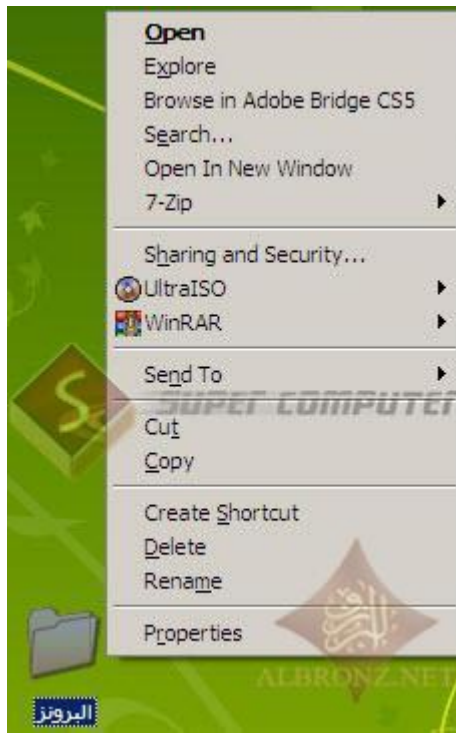 Open
Explore
Browse in Adobe Bridge CS5
Search...
Open In New Window
7-Zip
Sharing and Security...
UltraISO
WinRAR
Send To
SUPER COMPUTER
Cut
Copy
Create Shortcut
Delete
Rename
Properties
ALBRONZ.NET
البرونز